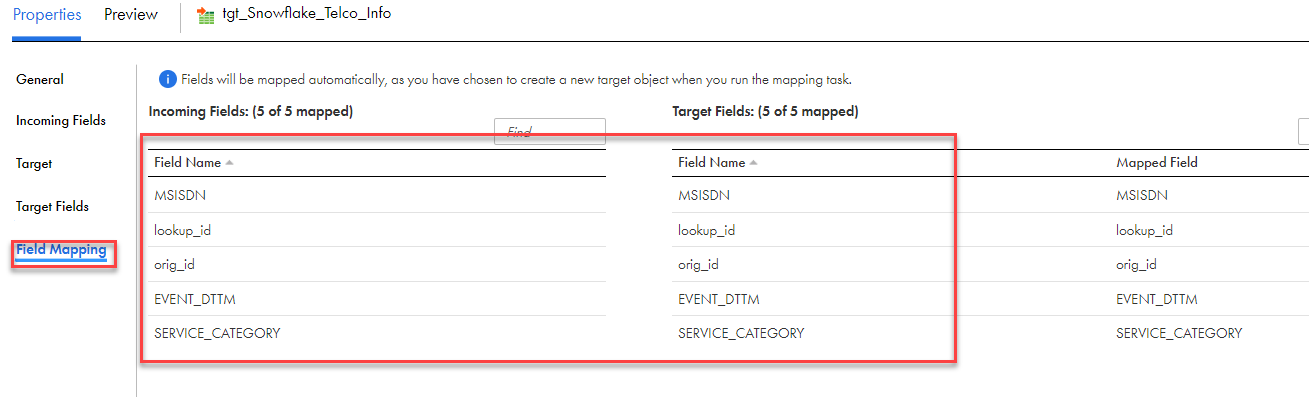 Properties Preview tgt_Snowflake_Telco_Info
General
Incoming Fields
Target
Target Fields
Field Mapping
Fields will be mapped automatically, as you have chosen to create a new target object when you run the mapping task.
Incoming Fields: (5 of 5 mapped) Target Fields: (5 of 5 mapped)
Find
Field Name Field Name Mapped Field
MSISDN MSISDN MSISDN
lookup_id lookup_id lookup_id
orig_id orig_id orig_id
EVENT_DTTM EVENT_DTTM EVENT_DTTM
SERVICE_CATEGORY SERVICE_CATEGORY SERVICE_CATEGORY